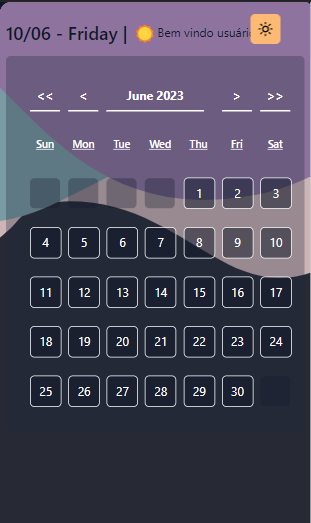 10/06 - Friday | Bem vindo usuári
<< < June 2023 > >>
Sun Mon Tue Wed Thu Fri Sat
1 2 3
4 5 6 7 8 9 10
11 12 13 14 15 16 17
18 19 20 21 22 23 24
25 26 27 28 29 30